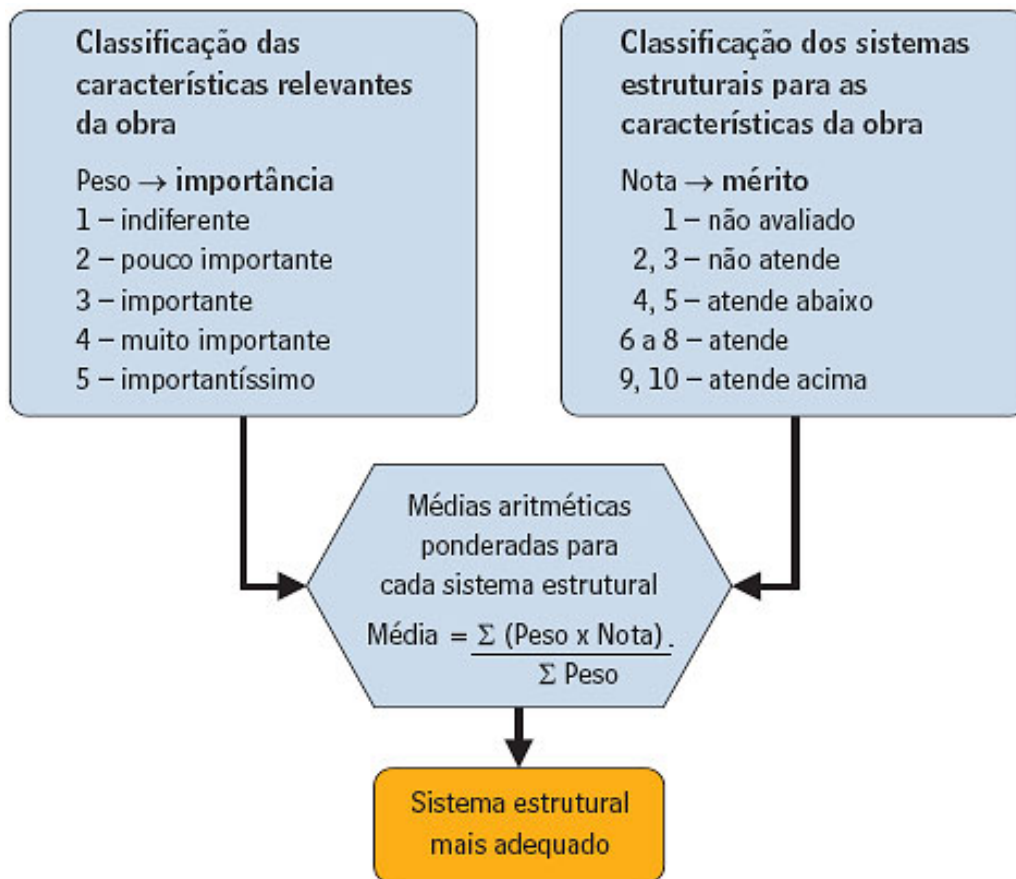 Classificação das
características relevantes
da obra
Peso → importância
1 – indiferente
2 – pouco importante
3 – importante
4 – muito importante
5 – importantíssimo
Classificação dos sistemas
estruturais para as
características da obra
Nota → mérito
1 – não avaliado
2, 3 – não atende
4, 5 – atende abaixo
6 a 8 – atende
9, 10 – atende acima
Médias aritméticas
ponderadas para
cada sistema estrutural
Média = Σ (Peso x Nota) .
Σ Peso
Sistema estrutural
mais adequado